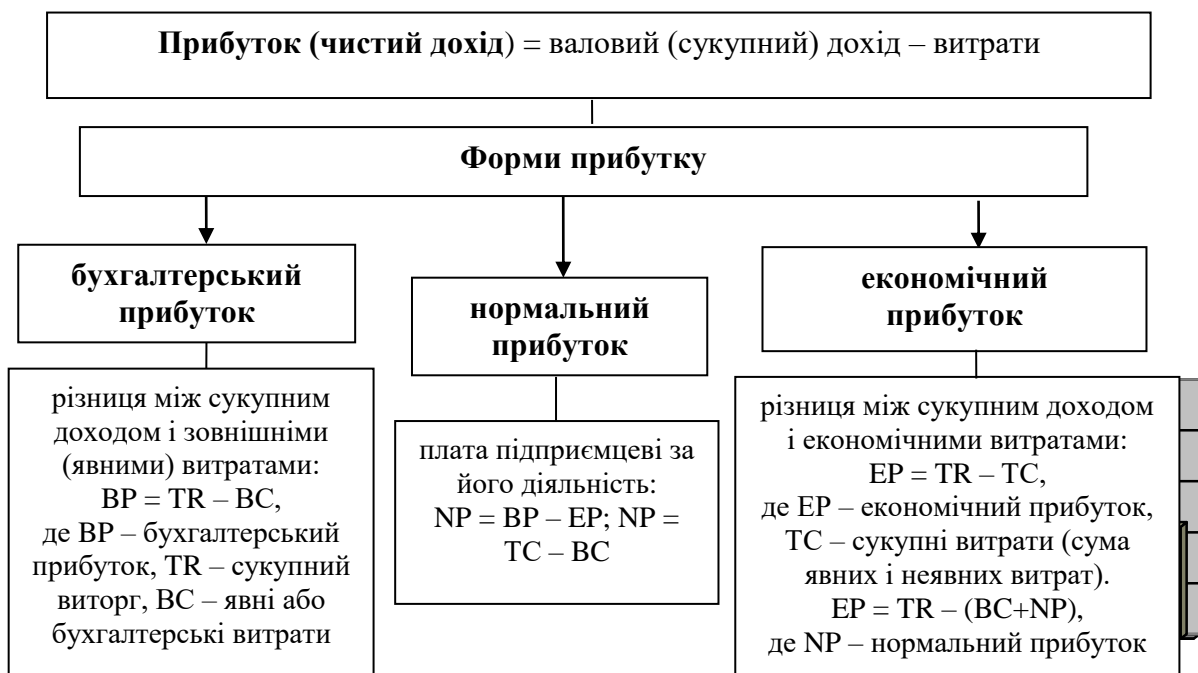 Прибуток (чистий дохід) = валовий (сукупний) дохід – витрати
Форми прибутку
бухгалтерський
прибуток
різниця між сукупним
доходом і зовнішніми
(явними) витратами:
BP = TR – BC,
де BP – бухгалтерський
прибуток, TR – сукупний
виторг, BC – явні або
бухгалтерські витрати
нормальний
прибуток
плата підприємцеві за
його діяльність:
NP = BP – EP; NP =
TC – BC
економічний
прибуток
різниця між сукупним доходом
і економічними витратами:
EP = TR – TC,
де EP – економічний прибуток,
TC – сукупні витрати (сума
явних і неявних витрат).
EP = TR – (BC+NP),
де NP – нормальний прибуток